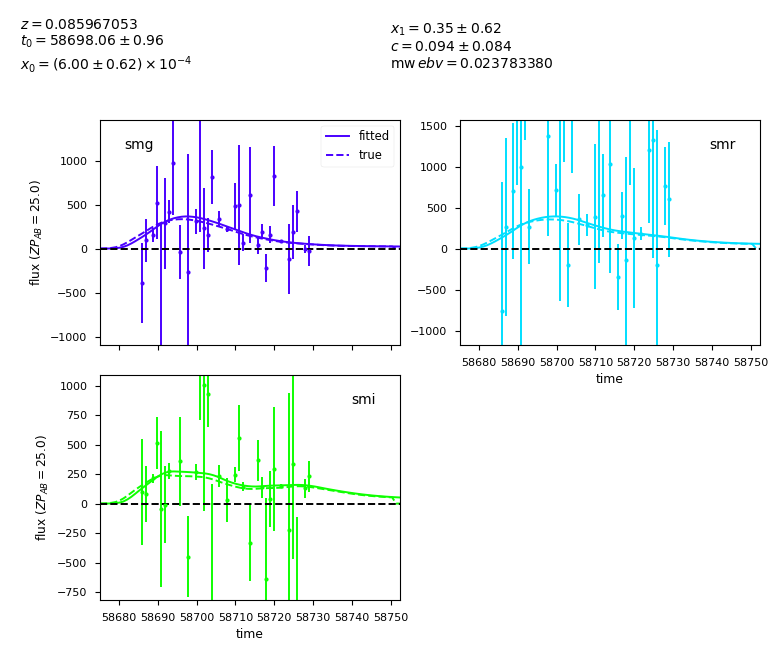 z = 0.085967053
t₀ = 58698.06 ± 0.96
x₀ = (6.00 ± 0.62) × 10⁻⁴
x₁ = 0.35 ± 0.62
c = 0.094 ± 0.084
mw ebv = 0.023783380
smg
fitted
true
1000
500
0
−500
−1000
flux (ZP_AB = 25.0)
smr
1500
1000
500
0
−500
−1000
58680 58690 58700 58710 58720 58730 58740 58750
time
smi
1000
750
500
250
0
−250
−500
−750
flux (ZP_AB = 25.0)
58680 58690 58700 58710 58720 58730 58740 58750
time